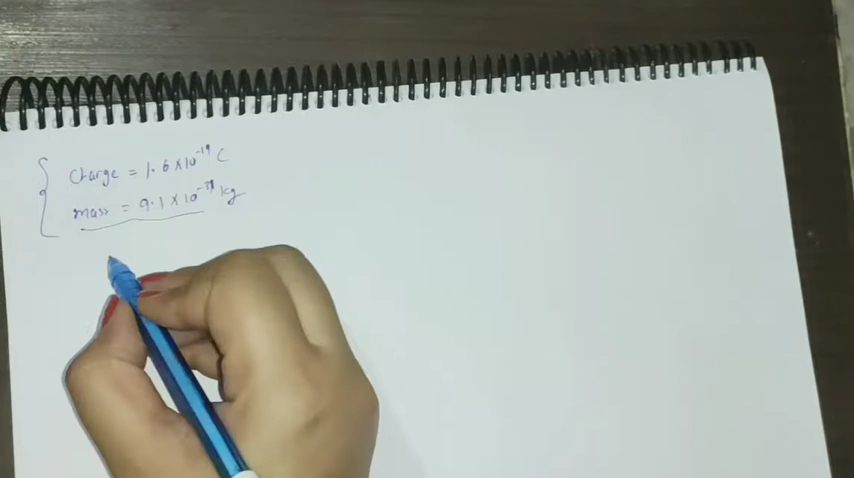 Charge = 1.6 × 10⁻¹⁹ C
mass = 9.1 × 10⁻³¹ kg